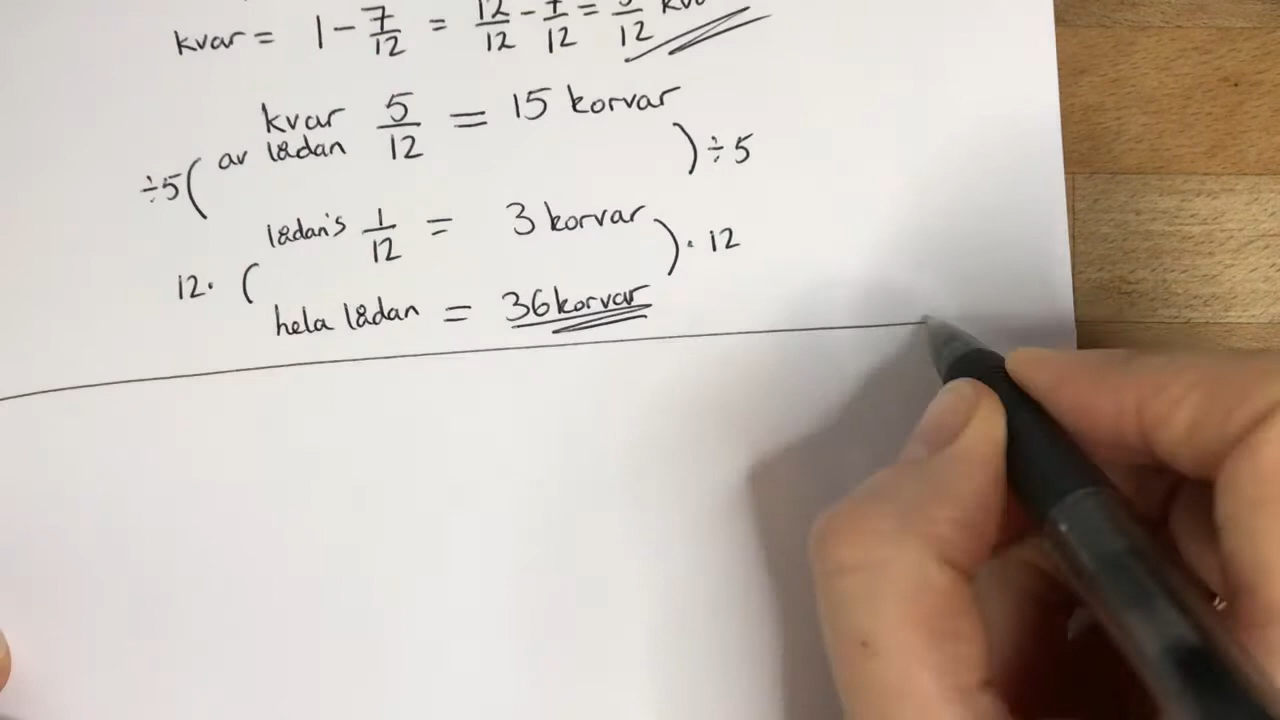 kvar = 1 - 7/12 = 12/12 - 7/12 = 5/12
kvar 5/12 = 15 korvar
av lådan
÷5 ( ) ÷5
lådan's 1/12 = 3 korvar
12· ( ) · 12
hela lådan = 36 korvar